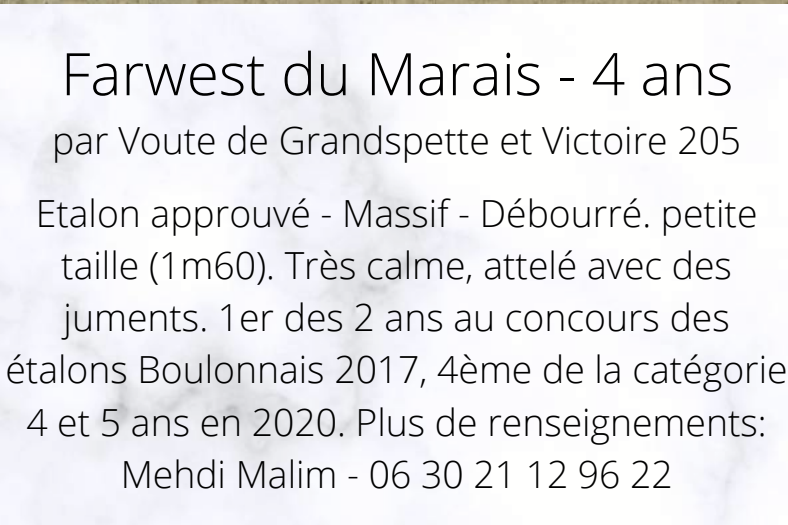 Farwest du Marais - 4 ans
par Voute de Grandspette et Victoire 205
Etalon approuvé - Massif - Débourré. petite
taille (1m60). Très calme, attelé avec des
juments. 1er des 2 ans au concours des
étalons Boulonnais 2017, 4ème de la catégorie
4 et 5 ans en 2020. Plus de renseignements:
Mehdi Malim - 06 30 21 12 96 22